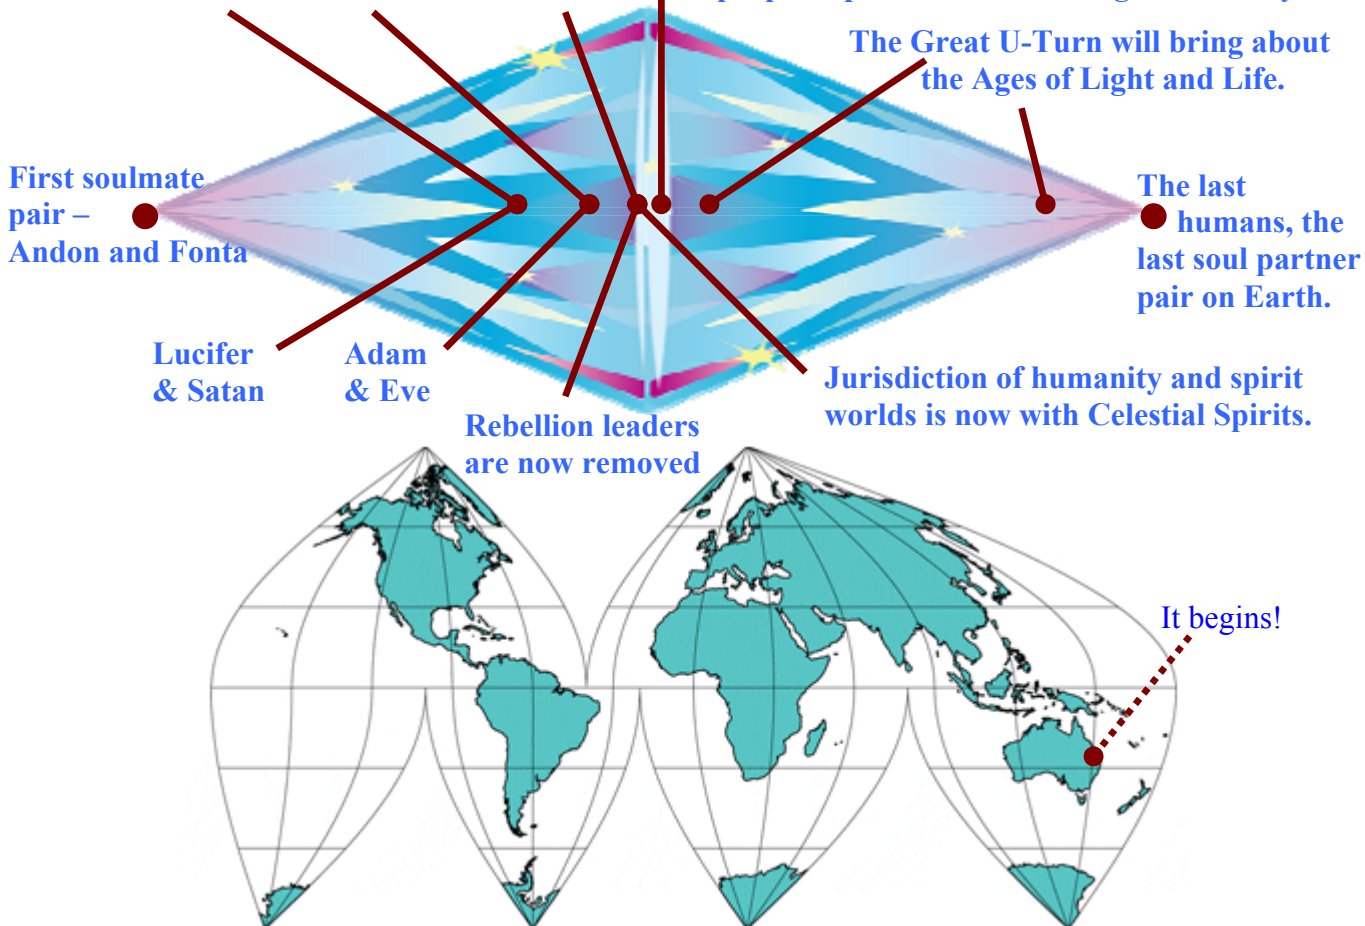 The Great U-Turn will bring about
the Ages of Light and Life.
First soulmate
pair –
Andon and Fonta
The last
humans, the
last soul partner
pair on Earth.
Lucifer
& Satan
Adam
& Eve
Jurisdiction of humanity and spirit
worlds is now with Celestial Spirits.
Rebellion leaders
are now removed
It begins!